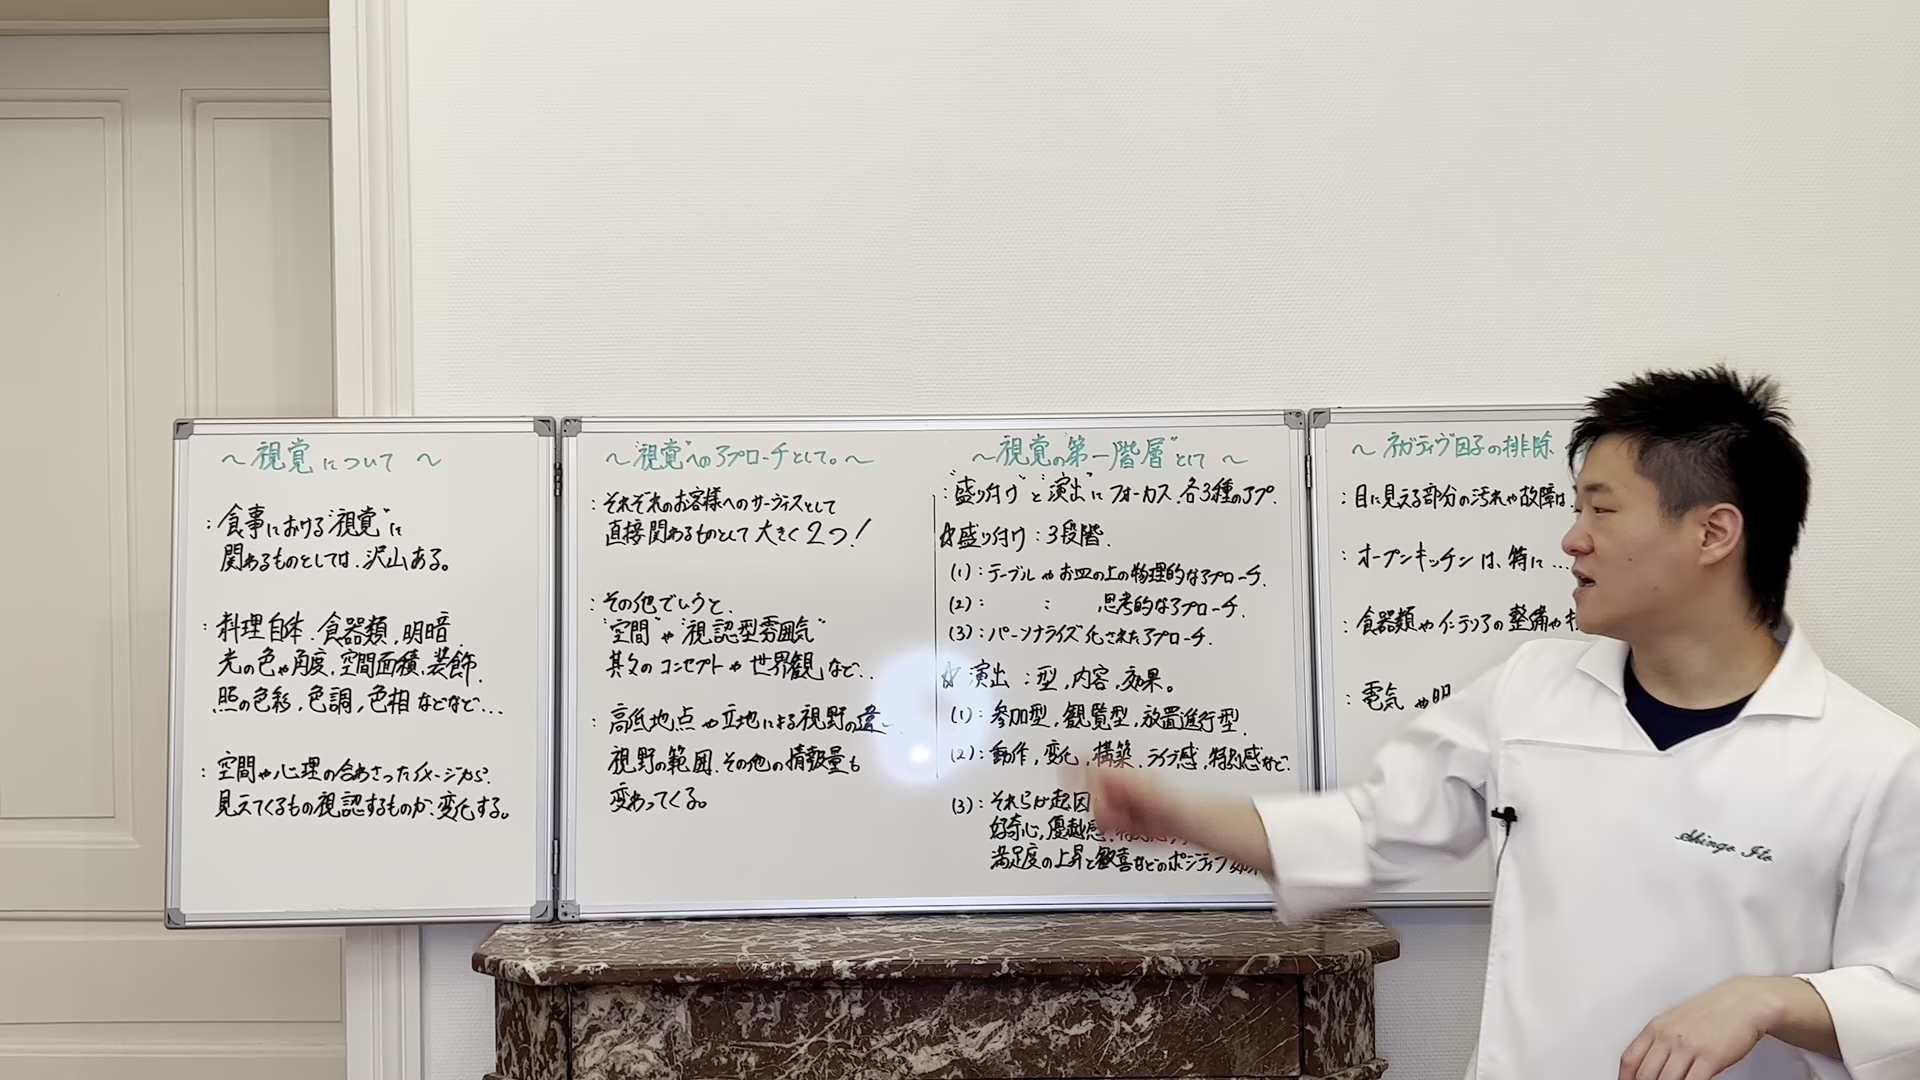 ～視覚について～
：食事における"視覚"に
関わるものとしては、沢山ある。
：料理自体、食器類、明暗
光の色や角度、空間面積、装飾、
照の色彩、色調、色相などなど…
：空間や心理の合わさったイメージから、
見えてくるもの視認するものが、変化する。
～"視覚"へのアプローチとして。～
：それぞれのお客様へのサーヴィスとして
直接関わるものとして大きく2つ！
：その他でいうと、
"空間"や"視認型雰囲気"
其々のコンセプトや世界観など…
：高低地点や立地による視野の違
視野の範囲、その他の情報量も
変わってくる。
～視覚の"第一階層"として～
："盛り付け"と"演出"にフォーカス、各3種のアプ.
☆盛り付け：3段階.
(1)：テーブルやお皿の上の物理的なアプローチ.
(2)：　：　思考的なアプローチ.
(3)：パーソナライズ化されたアプローチ.
☆演出：型、内容、効果。
(1)：参加型、観覧型、放置進行型.
(2)：動作、変化、構築、ライブ感、特別感など.
(3)：それらが起因
好奇心、優越感、
満足度の上昇と歓喜などのポジティブ
～ネガティヴ因子の排除
：目に見える部分の汚れや故障は、
：オープンキッチンは、特に…
：食器類やインテリアの整備や
：電気や明
Shingo Ito